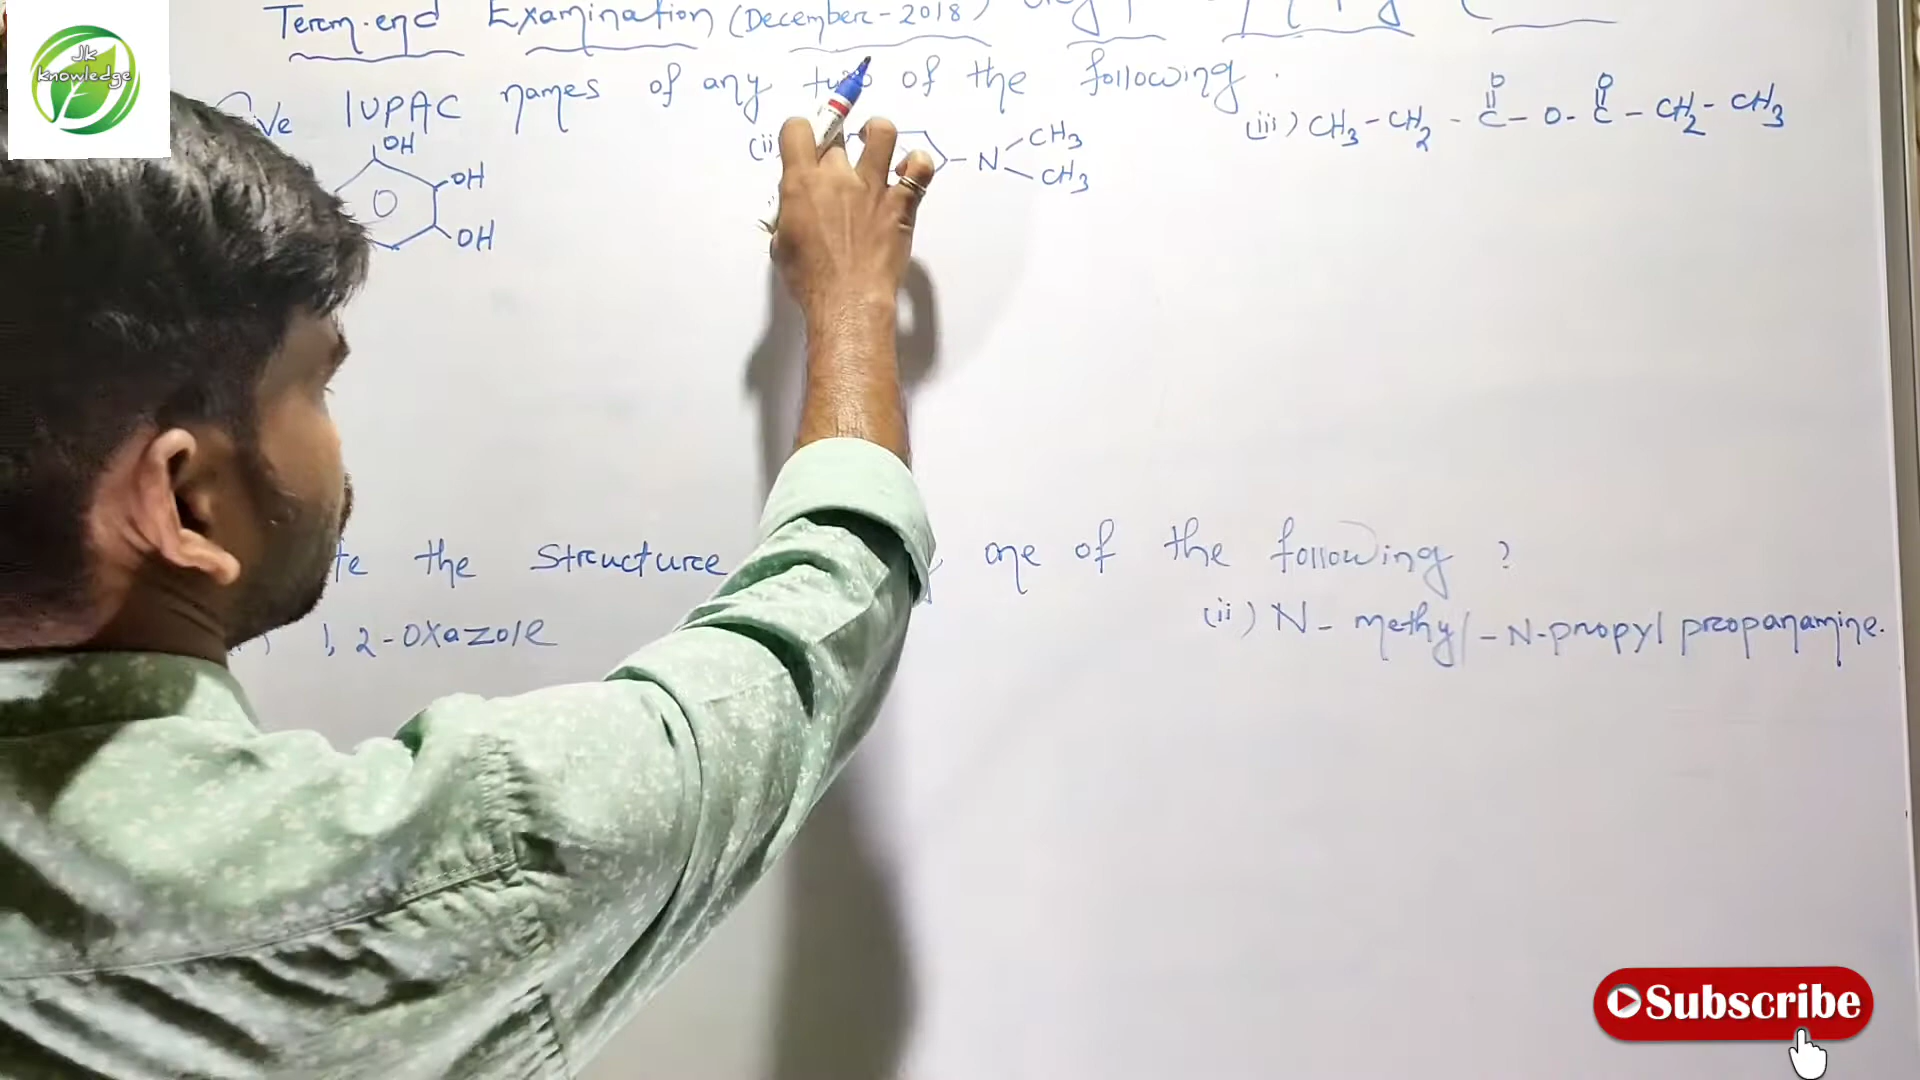 Jk
knowledge
Term-end Examination (December-2018)
IUPAC names of any two of the following.
OH
OH
OH
(ii)
N
CH3
CH3
(iii) CH3-CH2-C-O-C-CH2-CH3
O O
the Structure one of the following ?
1,2-oxazole
(ii) N-methyl-N-propyl propanamine.
Subscribe